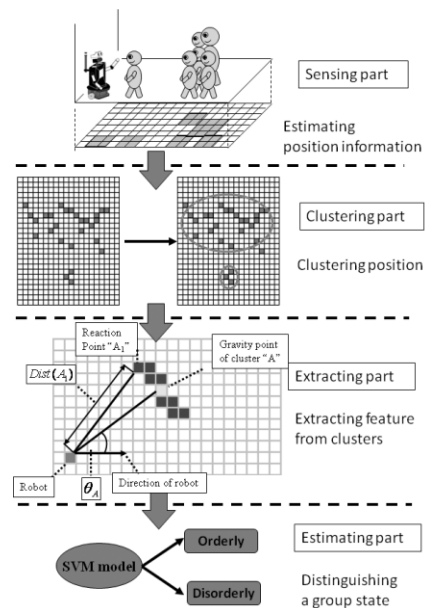 Sensing part
Estimating
position information
Clustering part
Clustering position
Reaction
Point "A₁"
Gravity point
of cluster "A"
Dist(A₁)
Extracting part
Extracting feature
from clusters
Robot
θ_A
Direction of robot
Estimating part
SVM model
Orderly
Disorderly
Distinguishing
a group state